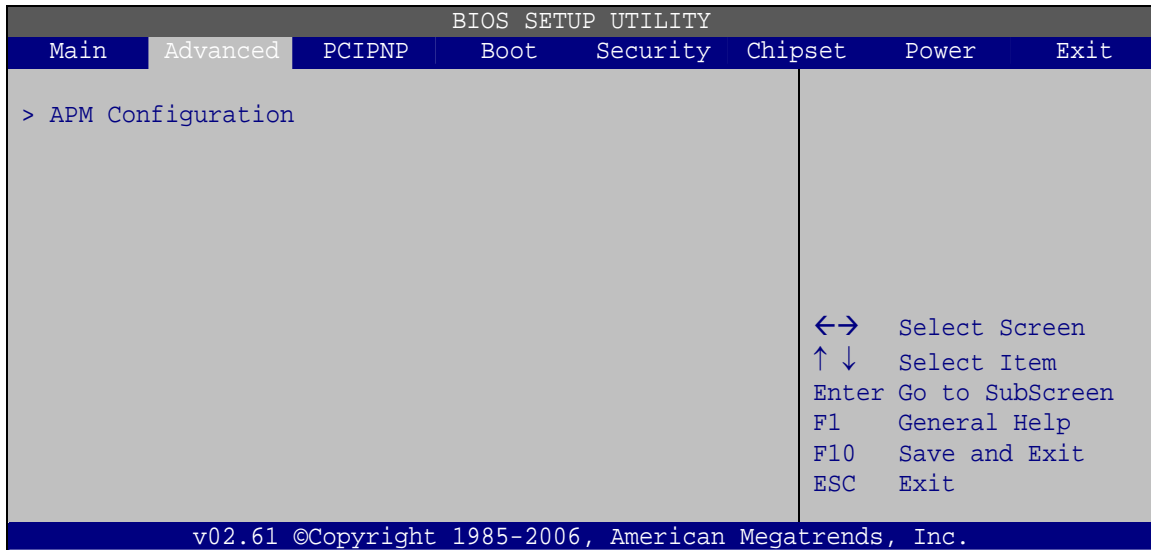 BIOS SETUP UTILITY
Main Advanced PCIPNP Boot Security Chipset Power Exit
> APM Configuration
←→ Select Screen
↑ ↓ Select Item
Enter Go to SubScreen
F1 General Help
F10 Save and Exit
ESC Exit
v02.61 ©Copyright 1985-2006, American Megatrends, Inc.